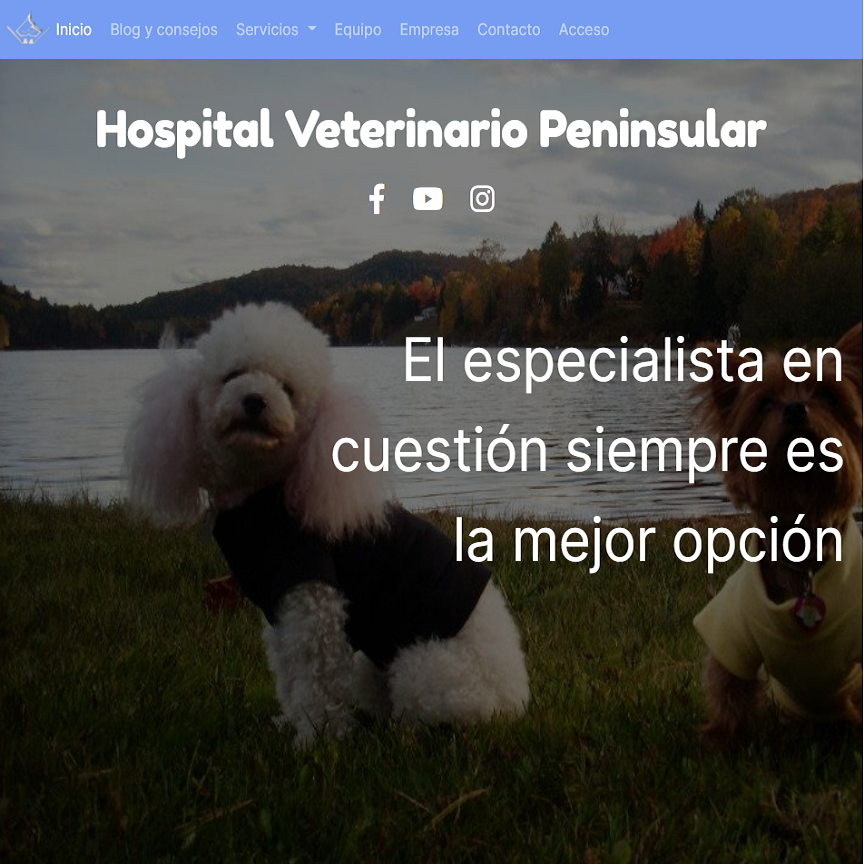 Inicio Blog y consejos Servicios Equipo Empresa Contacto Acceso
Hospital Veterinario Peninsular
El especialista en
cuestión siempre es
la mejor opción